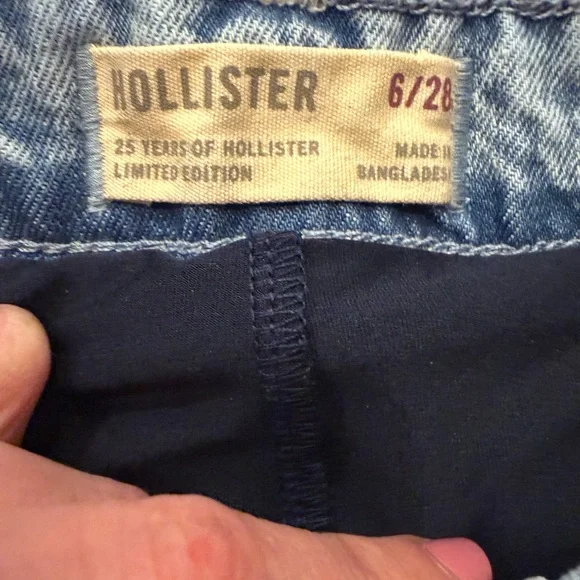 HOLLISTER 6/28
25 YEARS OF HOLLISTER MADE IN
LIMITED EDITION BANGLADESH